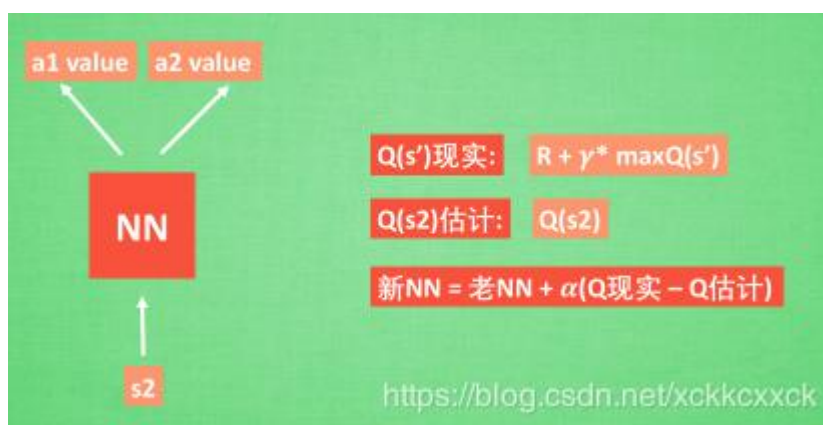 a1 value a2 value
NN
s2
Q(s′)现实: R + γ* maxQ(s′)
Q(s2)估计: Q(s2)
新NN = 老NN + α(Q现实 – Q估计)
https://blog.csdn.net/xckkcxxck